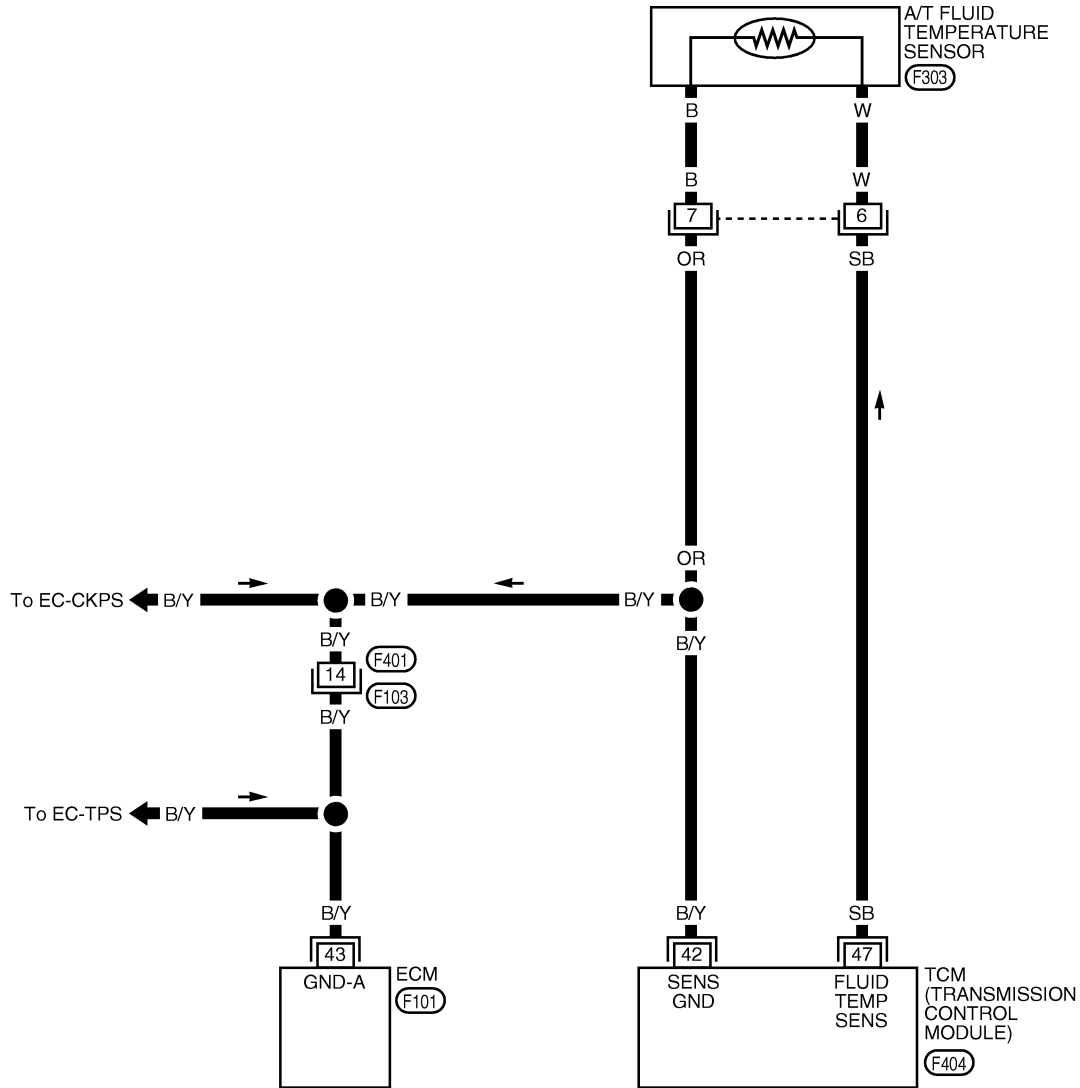 A/T FLUID
TEMPERATURE
SENSOR
F303
B W
B W
7 6
OR SB
OR
To EC-CKPS B/Y B/Y B/Y
B/Y B/Y
F401
14
F103
B/Y
To EC-TPS B/Y
B/Y B/Y SB
43 42 47
GND-A
ECM
F101
SENS
GND
FLUID
TEMP
SENS
TCM
(TRANSMISSION
CONTROL
MODULE)
F404